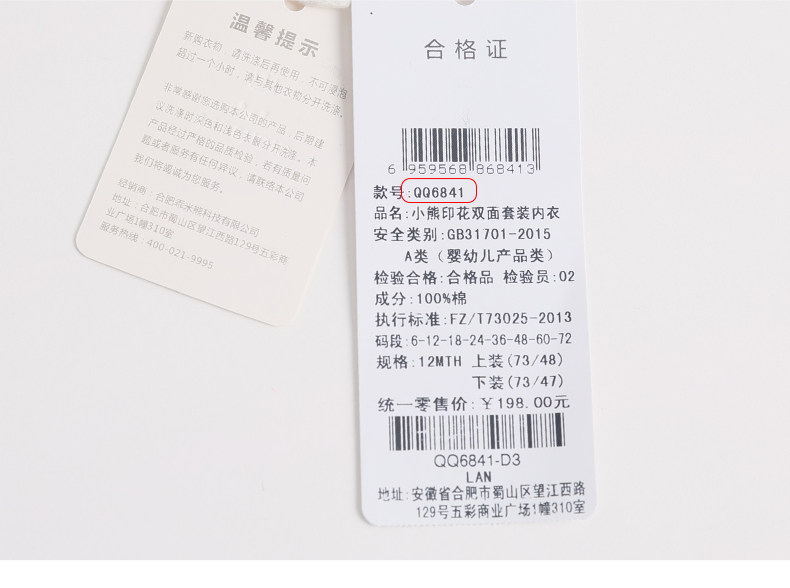 温馨提示
新购衣物，请洗涤后再使用，不可浸泡
超过一个小时，请与其他衣物分开洗涤。
非常感谢您选购本公司的产品，后期建
议洗涤时深色和浅色衣服分开洗涤。本
产品经过严格的品质检验，若有质量问
题或者服务有任何异议，请联络本公司
我们将竭诚为您服务。
经销商：合肥派米熊科技有限公司
地址：合肥市蜀山区望江西路129号五彩商
业广场1幢310室
服务热线：400-021-9995
合格证
6 959568 868413
款号:QQ6841
品名:小熊印花双面套装内衣
安全类别:GB31701-2015
A类（婴幼儿产品类）
检验合格:合格品 检验员:02
成分:100%棉
执行标准:FZ/T73025-2013
码段:6-12-18-24-36-48-60-72
规格:12MTH 上装(73/48)
下装(73/47)
统一零售价:￥198.00元
QQ6841-D3
LAN
地址:安徽省合肥市蜀山区望江西路
129号五彩商业广场1幢310室